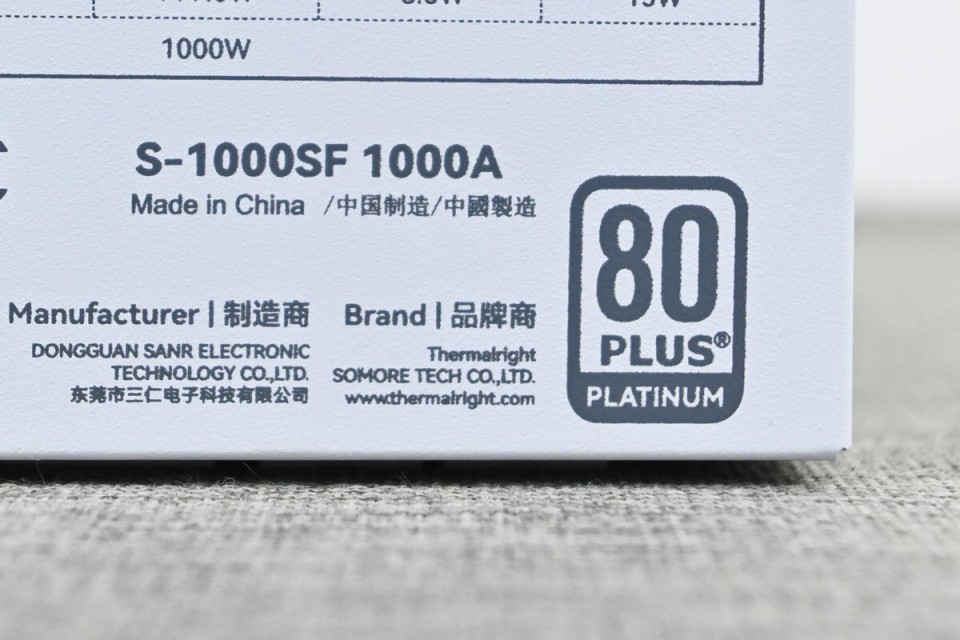 1000W
S-1000SF 1000A
Made in China /中国制造/中國製造
Manufacturer | 制造商
DONGGUAN SANR ELECTRONIC
TECHNOLOGY CO.,LTD.
东莞市三仁电子科技有限公司
Brand | 品牌商
Thermalright
SOMORE TECH CO.,LTD.
www.thermalright.com
80
PLUS®
PLATINUM